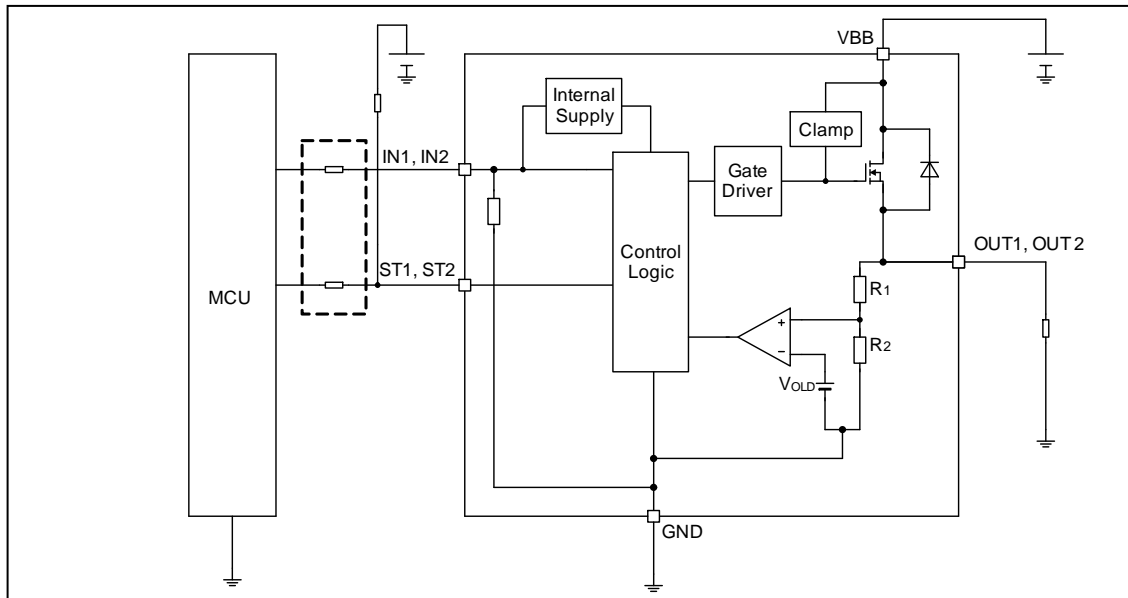 VBB
Internal
Supply
Clamp
IN1, IN2
Gate
Driver
Control
Logic
OUT1, OUT 2
ST1, ST2
MCU
R1
+
R2
−
VOLD
GND